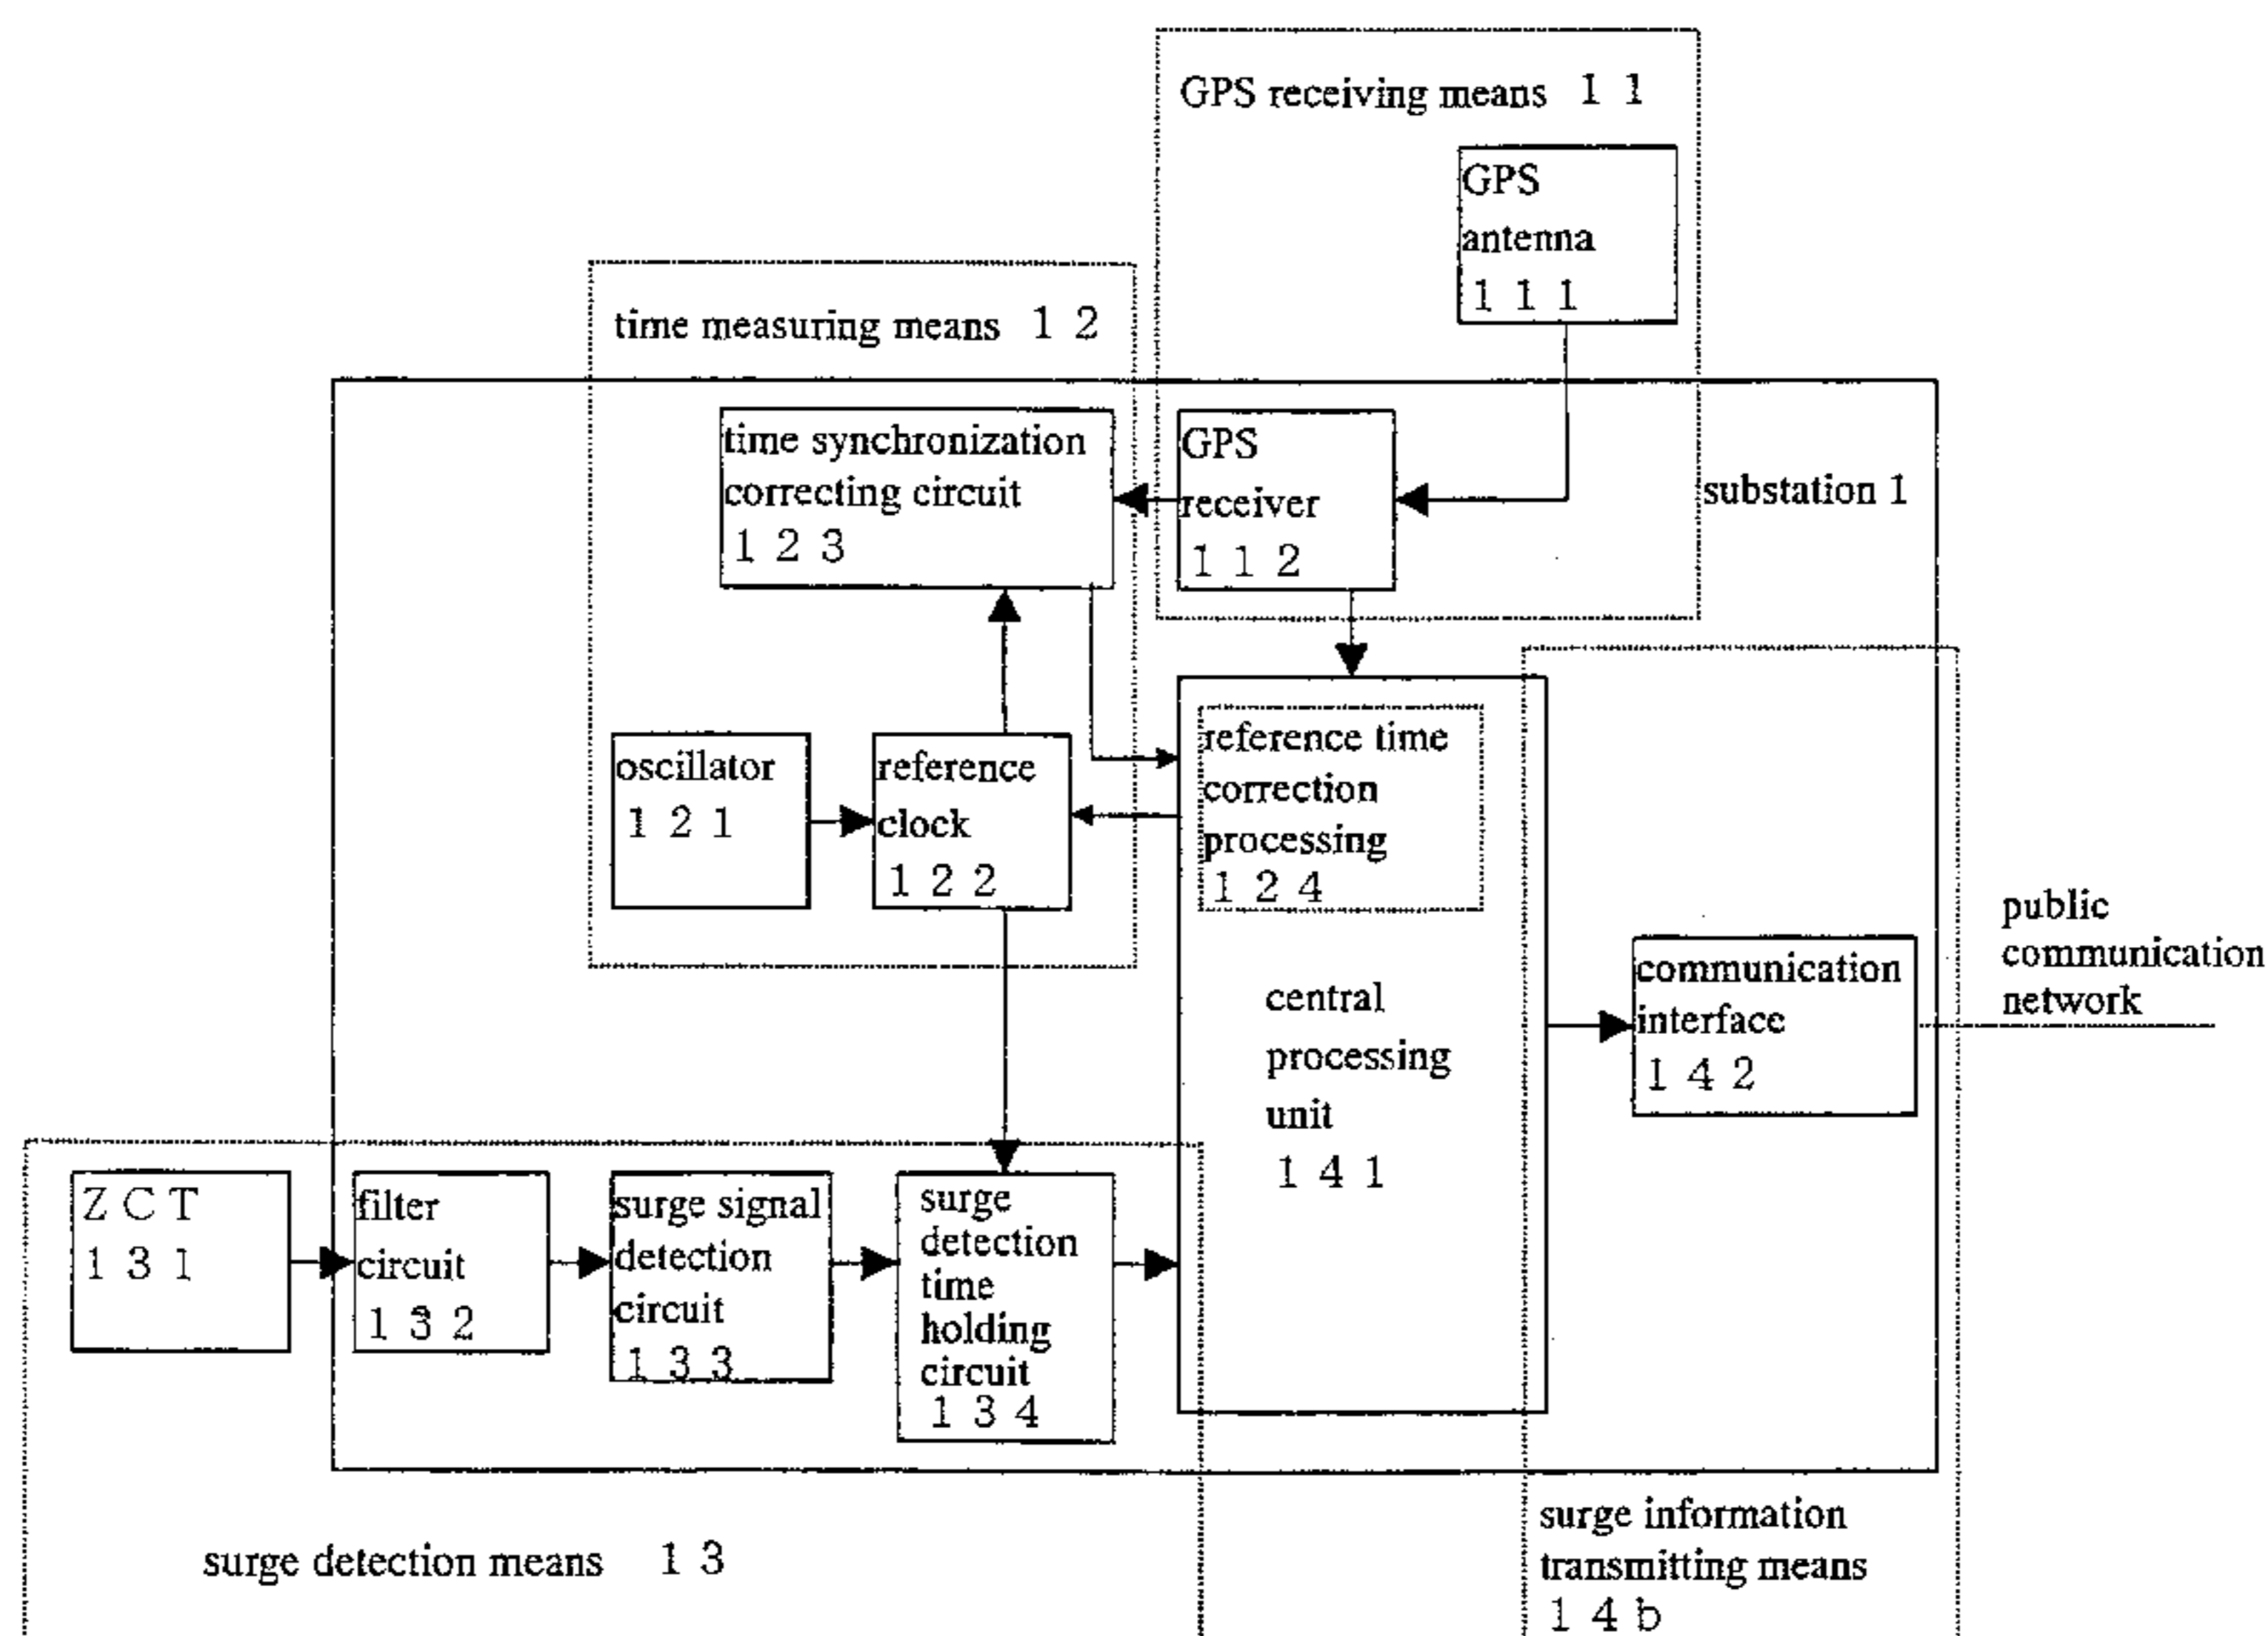 GPS receiving means 1 1
GPS
antenna
1 1 1
time measuring means 1 2
time synchronization
correcting circuit
1 2 3
GPS
receiver
1 1 2
substation 1
oscillator
1 2 1
reference
clock
1 2 2
reference time
correction
processing
1 2 4
central
processing
unit
1 4 1
communication
interface
1 4 2
public
communication
network
Z C T
1 3 1
filter
circuit
1 3 2
surge signal
detection
circuit
1 3 3
surge
detection
time
holding
circuit
1 3 4
surge detection means 1 3
surge information
transmitting means
1 4 b